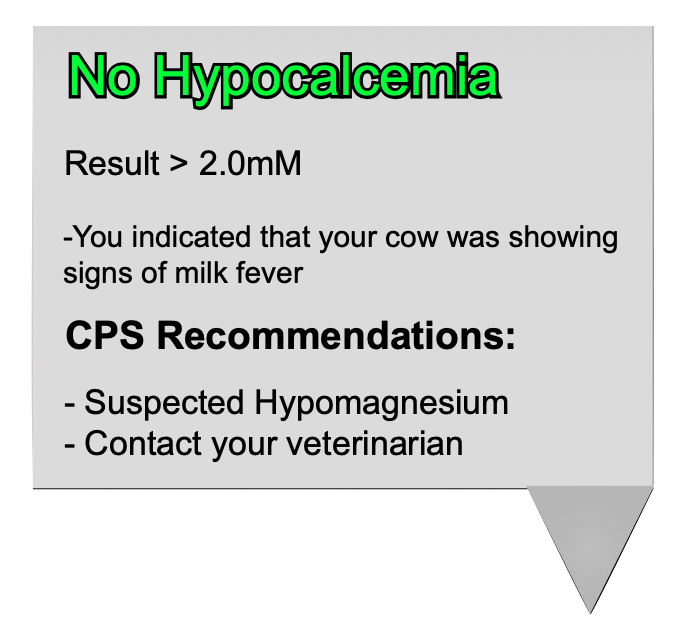 No Hypocalcemia
Result > 2.0mM
-You indicated that your cow was showing
signs of milk fever
CPS Recommendations:
- Suspected Hypomagnesium
- Contact your veterinarian